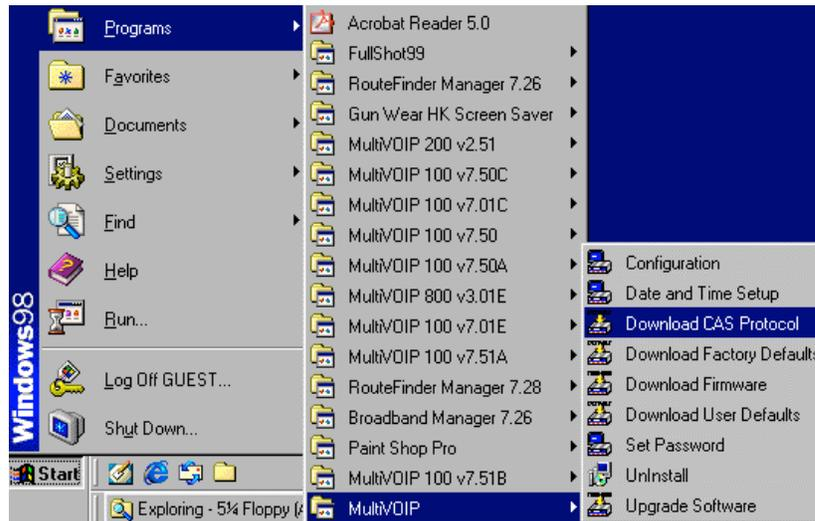 Programs
Favorites
Documents
Settings
Find
Help
Run...
Log Off GUEST...
Shut Down...
Windows98
Start
Exploring - 5¼ Floppy (A
Acrobat Reader 5.0
FullShot99
RouteFinder Manager 7.26
Gun Wear HK Screen Saver
MultiVOIP 200 v2.51
MultiVOIP 100 v7.50C
MultiVOIP 100 v7.01C
MultiVOIP 100 v7.50
MultiVOIP 100 v7.50A
MultiVOIP 800 v3.01E
MultiVOIP 100 v7.01E
MultiVOIP 100 v7.51A
RouteFinder Manager 7.28
Broadband Manager 7.26
Paint Shop Pro
MultiVOIP 100 v7.51B
MultiVOIP
Configuration
Date and Time Setup
Download CAS Protocol
Download Factory Defaults
Download Firmware
Download User Defaults
Set Password
UnInstall
Upgrade Software